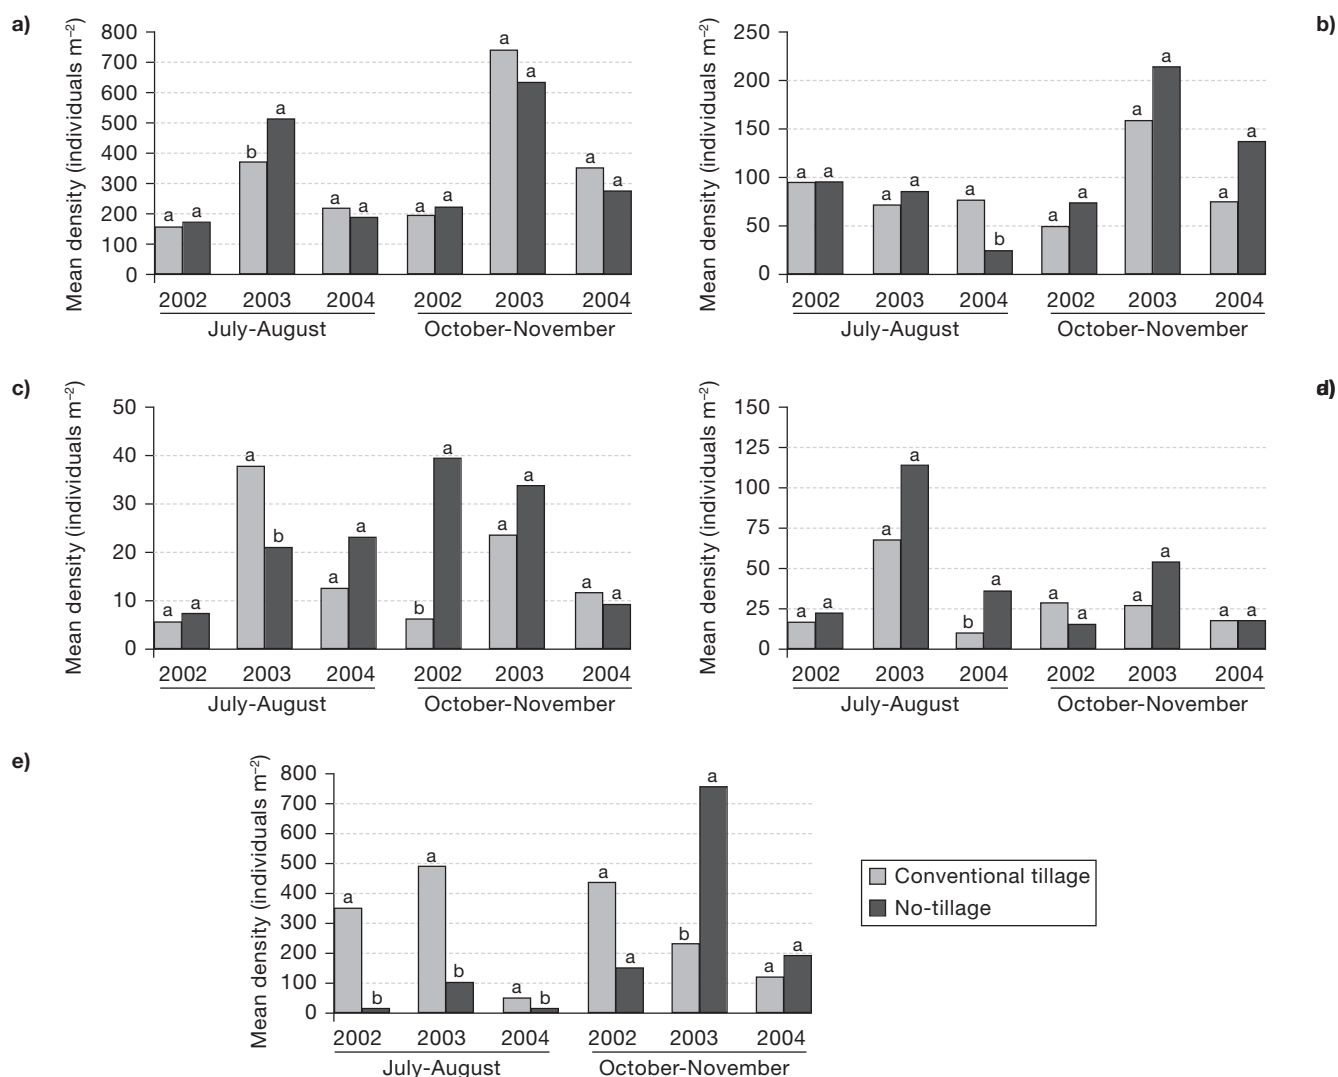 a)
Mean density (individuals m⁻²)
800
700
600
500
400
300
200
100
0
a a b a a a a a a a a a
2002 2003 2004 2002 2003 2004
July-August October-November
b)
Mean density (individuals m⁻²)
250
200
150
100
50
0
a a a a a b a a a a a a
2002 2003 2004 2002 2003 2004
July-August October-November
c)
Mean density (individuals m⁻²)
50
40
30
20
10
0
a a a b a a b a a a a a
2002 2003 2004 2002 2003 2004
July-August October-November
d)
Mean density (individuals m⁻²)
150
125
100
75
50
25
0
a a a a b a a a a a a a
2002 2003 2004 2002 2003 2004
July-August October-November
e)
Mean density (individuals m⁻²)
800
700
600
500
400
300
200
100
0
a b a b a b a a b a a a
2002 2003 2004 2002 2003 2004
July-August October-November
Conventional tillage
No-tillage